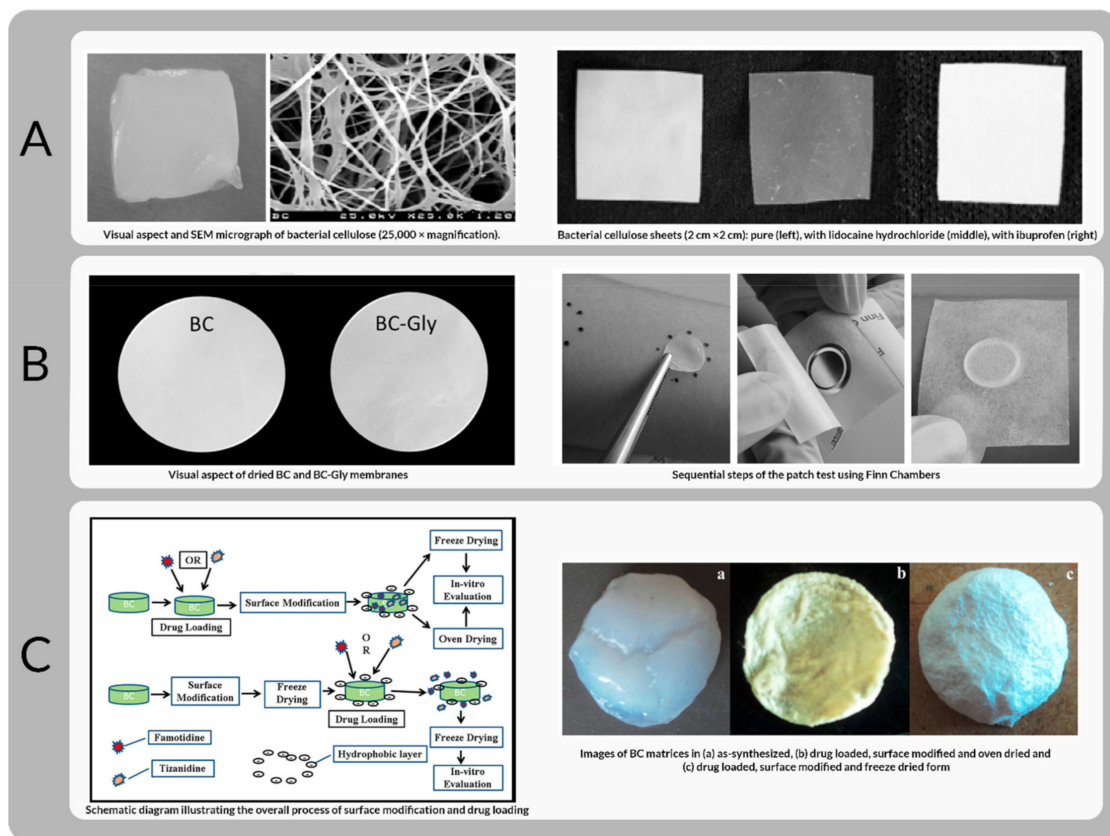 A
BC 25.0kV X25.0K 1.20
Visual aspect and SEM micrograph of bacterial cellulose (25,000 × magnification).
Bacterial cellulose sheets (2 cm ×2 cm): pure (left), with lidocaine hydrochloride (middle), with ibuprofen (right)
B
BC
BC-Gly
Visual aspect of dried BC and BC-Gly membranes
Finn
Sequential steps of the patch test using Finn Chambers
C
OR
BC
BC
Drug Loading
Surface Modification
Freeze Drying
In-vitro
Evaluation
Oven Drying
O
R
BC
Surface
Modification
Freeze
Drying
BC
Drug Loading
BC
Freeze Drying
In-vitro
Evaluation
Famotidine
Tizanidine
Hydrophobic layer
Schematic diagram illustrating the overall process of surface modification and drug loading
a
b
c
Images of BC matrices in (a) as-synthesized, (b) drug loaded, surface modified and oven dried and
(c) drug loaded, surface modified and freeze dried form